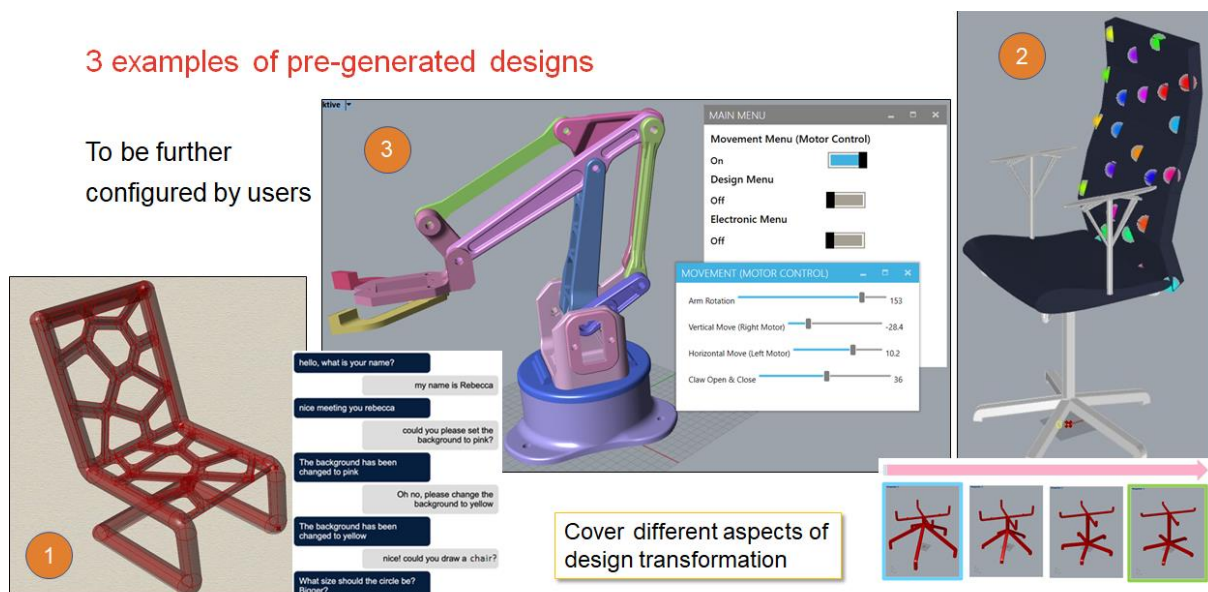 3 examples of pre-generated designs
To be further
configured by users
3
ktive
MAIN MENU
Movement Menu (Motor Control)
On
Design Menu
Off
Electronic Menu
Off
MOVEMENT (MOTOR CONTROL)
Arm Rotation 153
Vertical Move (Right Motor) -28.4
Horizontal Move (Left Motor) 10.2
Claw Open & Close 36
2
1
hello, what is your name?
my name is Rebecca
nice meeting you rebecca
could you please set the
background to pink?
The background has been
changed to pink
Oh no, please change the
background to yellow
The background has been
changed to yellow
nice! could you draw a chair?
What size should the circle be?
Bigger?
Cover different aspects of
design transformation